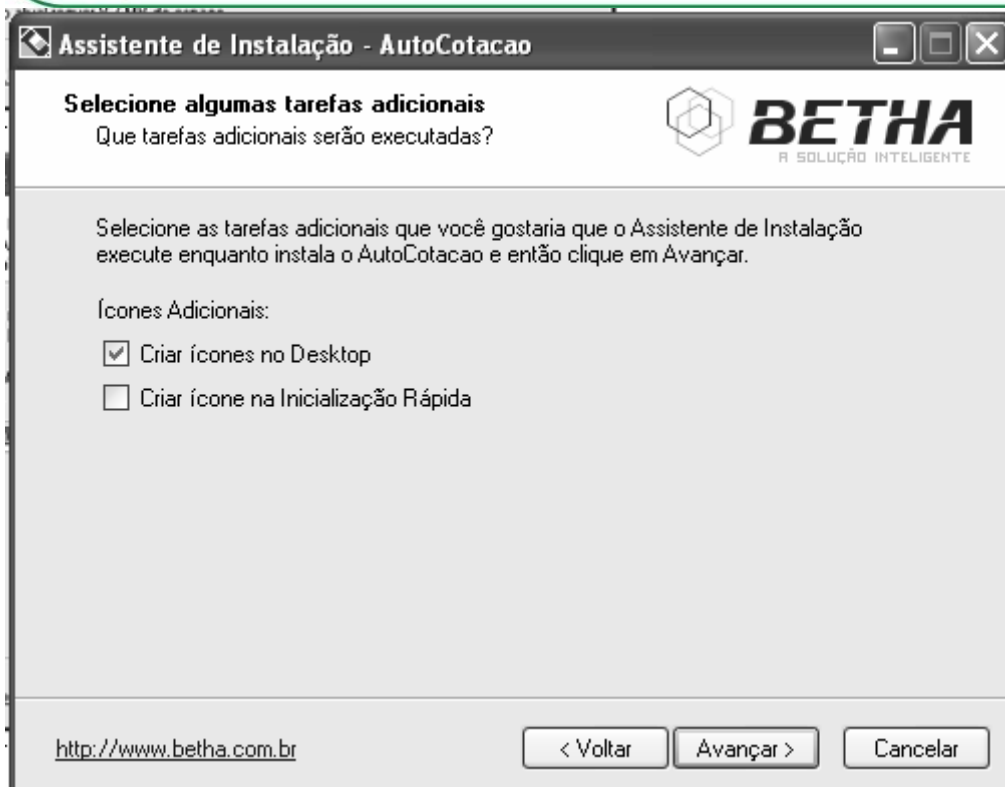 Assistente de Instalação - AutoCotacao
Selecione algumas tarefas adicionais
Que tarefas adicionais serão executadas?
BETHA
A SOLUÇÃO INTELIGENTE
Selecione as tarefas adicionais que você gostaria que o Assistente de Instalação
execute enquanto instala o AutoCotacao e então clique em Avançar.
Ícones Adicionais:
Criar ícones no Desktop
Criar ícone na Inicialização Rápida
http://www.betha.com.br
< Voltar
Avançar >
Cancelar